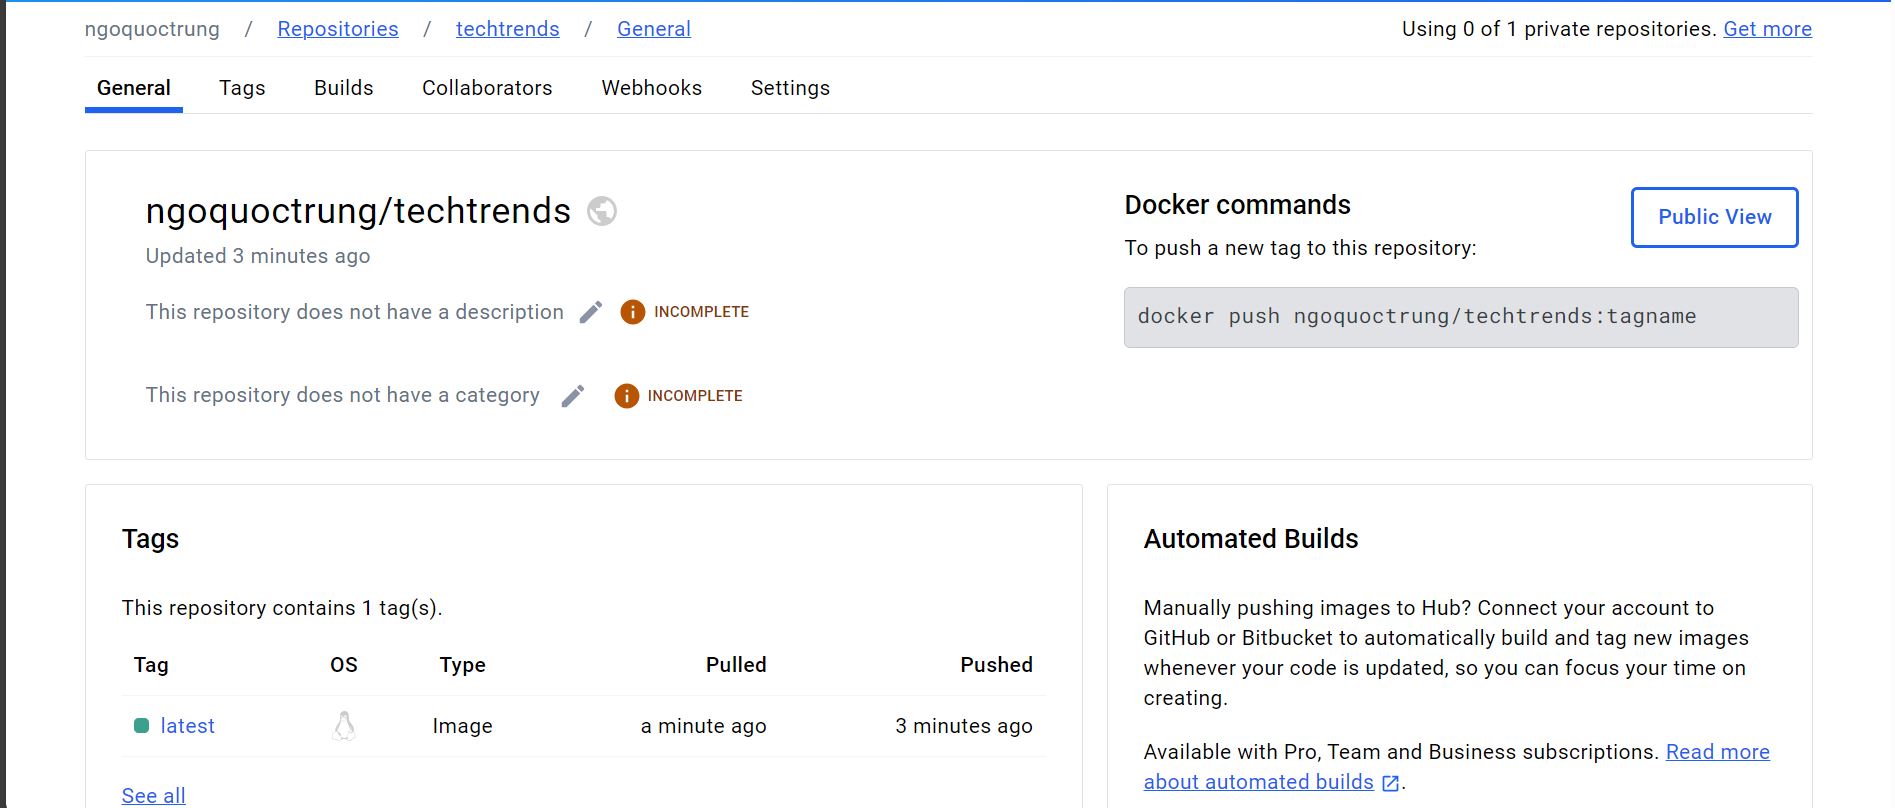 ngoquoctrung / Repositories / techtrends / General
Using 0 of 1 private repositories. Get more
General Tags Builds Collaborators Webhooks Settings
ngoquoctrung/techtrends
Updated 3 minutes ago
This repository does not have a description INCOMPLETE
This repository does not have a category INCOMPLETE
Docker commands
Public View
To push a new tag to this repository:
docker push ngoquoctrung/techtrends:tagname
Tags
This repository contains 1 tag(s).
Tag OS Type Pulled Pushed
latest Image a minute ago 3 minutes ago
See all
Automated Builds
Manually pushing images to Hub? Connect your account to
GitHub or Bitbucket to automatically build and tag new images
whenever your code is updated, so you can focus your time on
creating.
Available with Pro, Team and Business subscriptions. Read more
about automated builds.